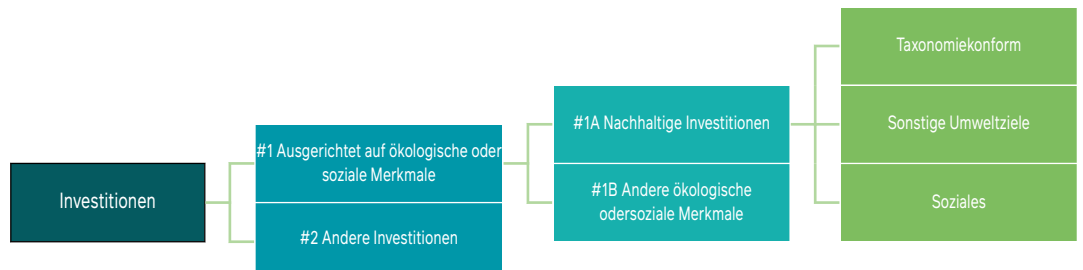 Investitionen
#1 Ausgerichtet auf ökologische oder
soziale Merkmale
#2 Andere Investitionen
#1A Nachhaltige Investitionen
#1B Andere ökologische
odersoziale Merkmale
Taxonomiekonform
Sonstige Umweltziele
Soziales